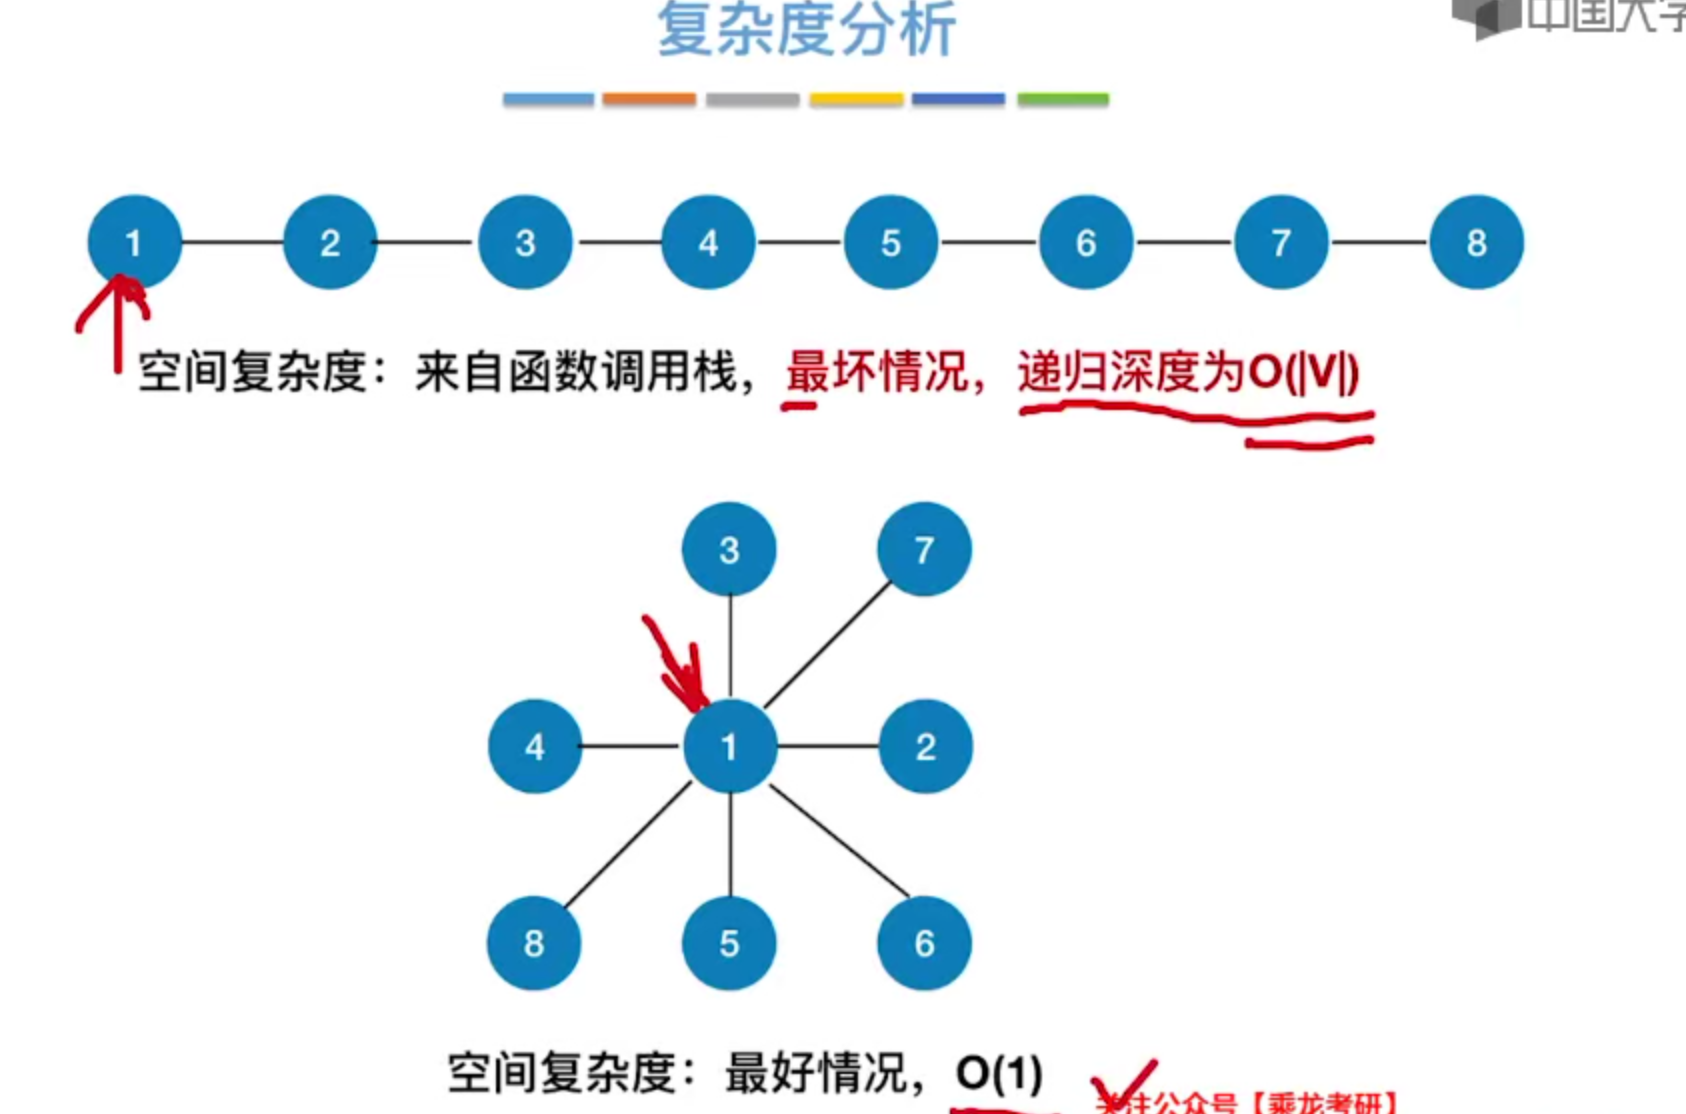 复杂度分析
中国大学
1 2 3 4 5 6 7 8
空间复杂度：来自函数调用栈，最坏情况，递归深度为O(|V|)
3 7
4 1 2
8 5 6
空间复杂度：最好情况，O(1)
关注公众号【乘龙考研】